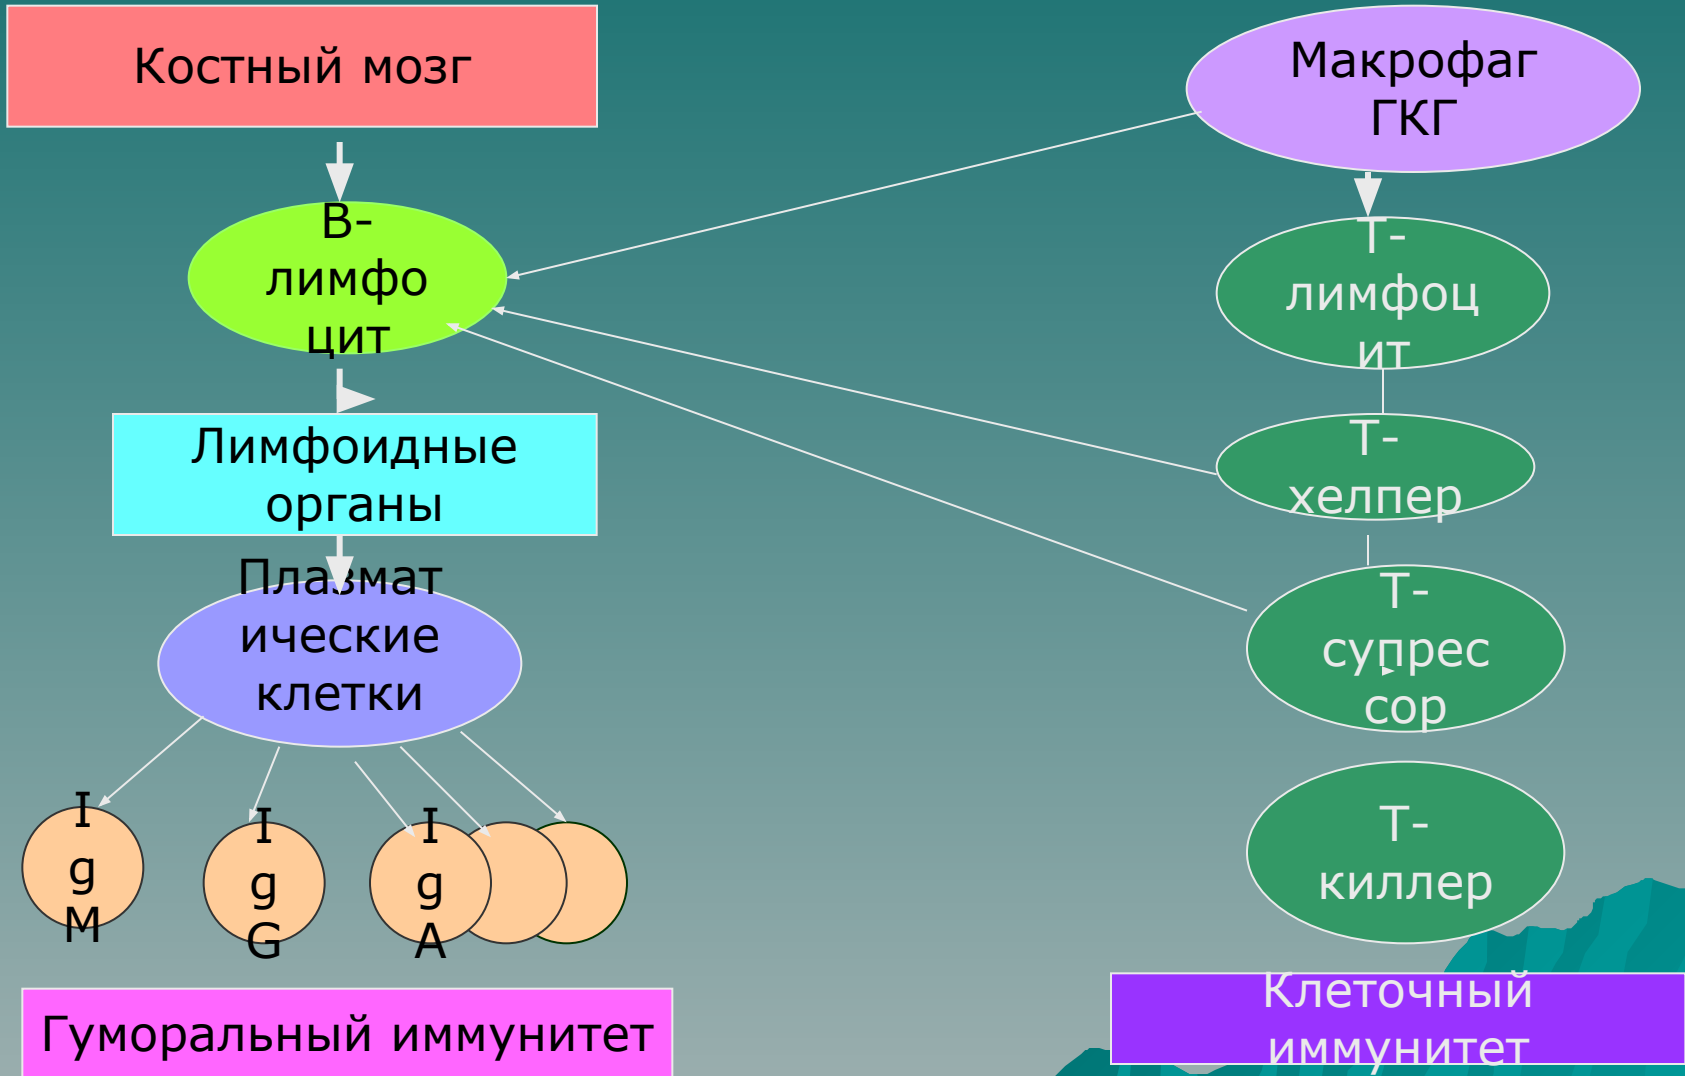 Костный мозг
В-
лимфо
цит
Лимфоидные
органы
Плазмат
ические
клетки
I
g
M
I
g
G
I
g
A
Гуморальный иммунитет
Макрофаг
ГКГ
Т-
лимфоц
ит
Т-
хелпер
Т-
супрес
сор
Т-
киллер
Клеточный
иммунитет